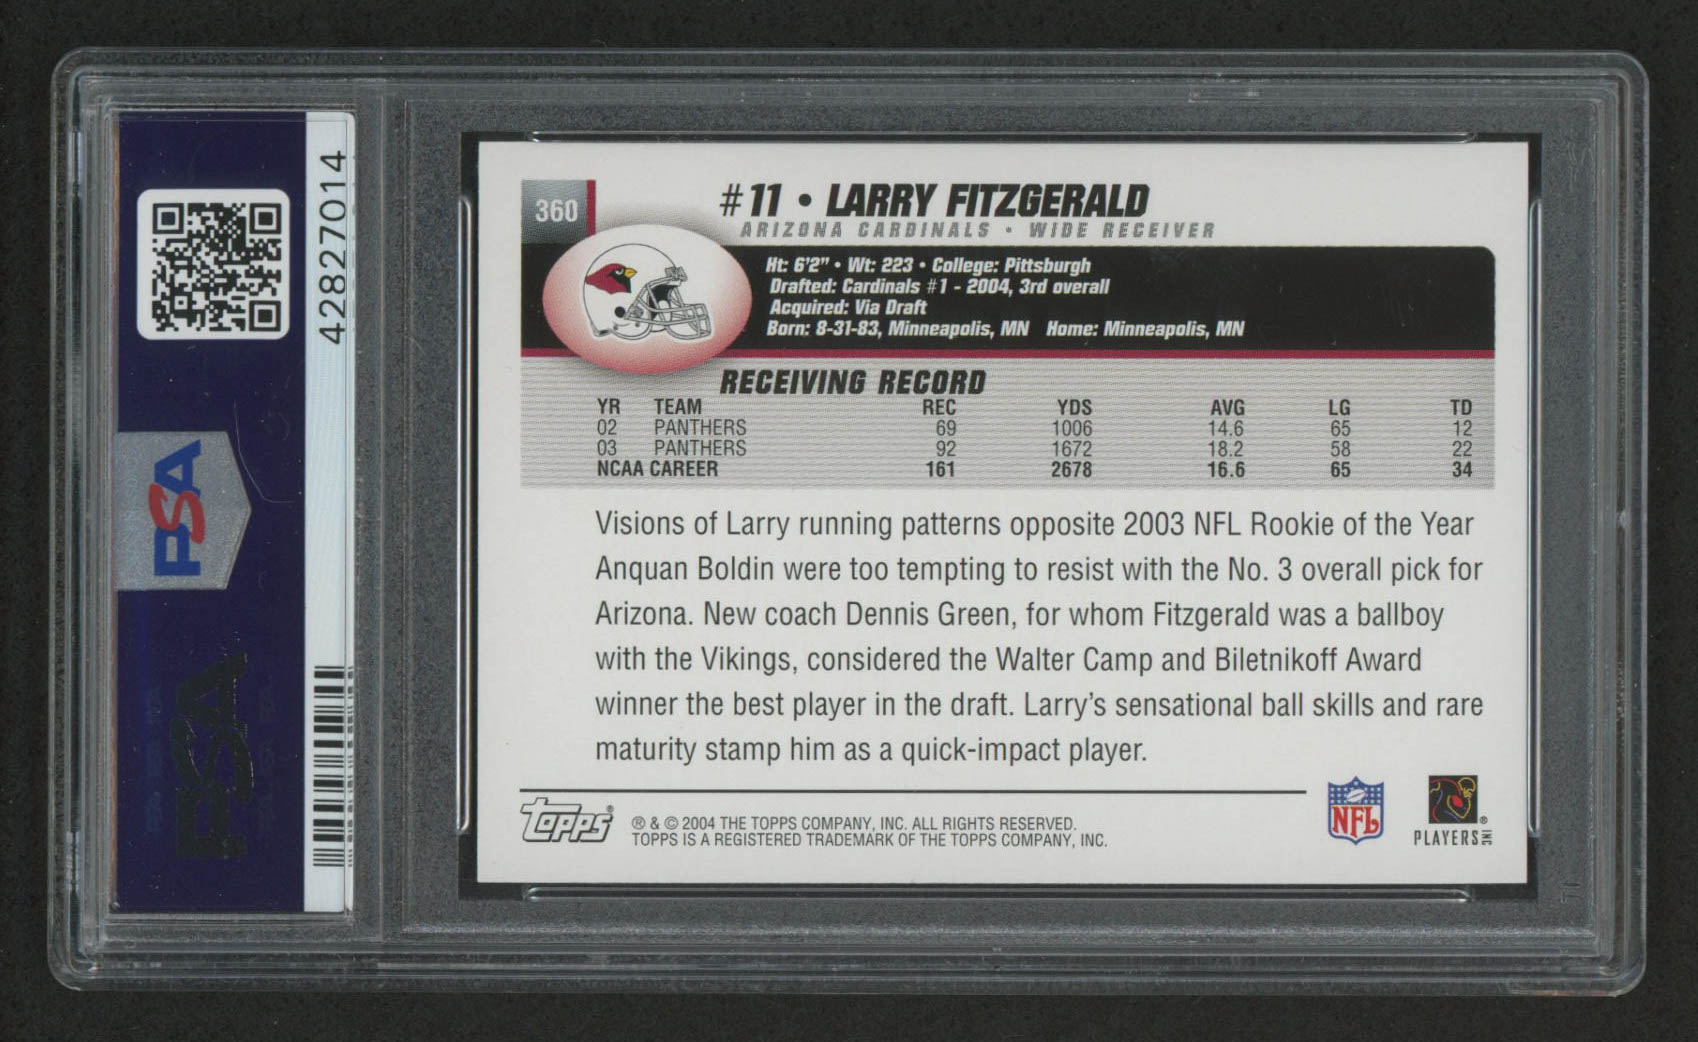 42827014
PSA
PSA
360
#11 • LARRY FITZGERALD
ARIZONA CARDINALS • WIDE RECEIVER
Ht: 6'2" • Wt: 223 • College: Pittsburgh
Drafted: Cardinals #1 - 2004, 3rd overall
Acquired: Via Draft
Born: 8-31-83, Minneapolis, MN Home: Minneapolis, MN
RECEIVING RECORD
YR TEAM REC YDS AVG LG TD
02 PANTHERS 69 1006 14.6 65 12
03 PANTHERS 92 1672 18.2 58 22
NCAA CAREER 161 2678 16.6 65 34
Visions of Larry running patterns opposite 2003 NFL Rookie of the Year
Anquan Boldin were too tempting to resist with the No. 3 overall pick for
Arizona. New coach Dennis Green, for whom Fitzgerald was a ballboy
with the Vikings, considered the Walter Camp and Biletnikoff Award
winner the best player in the draft. Larry's sensational ball skills and rare
maturity stamp him as a quick-impact player.
Topps®
® & © 2004 THE TOPPS COMPANY, INC. ALL RIGHTS RESERVED.
TOPPS IS A REGISTERED TRADEMARK OF THE TOPPS COMPANY, INC.
NFL
PLAYERS INC ®